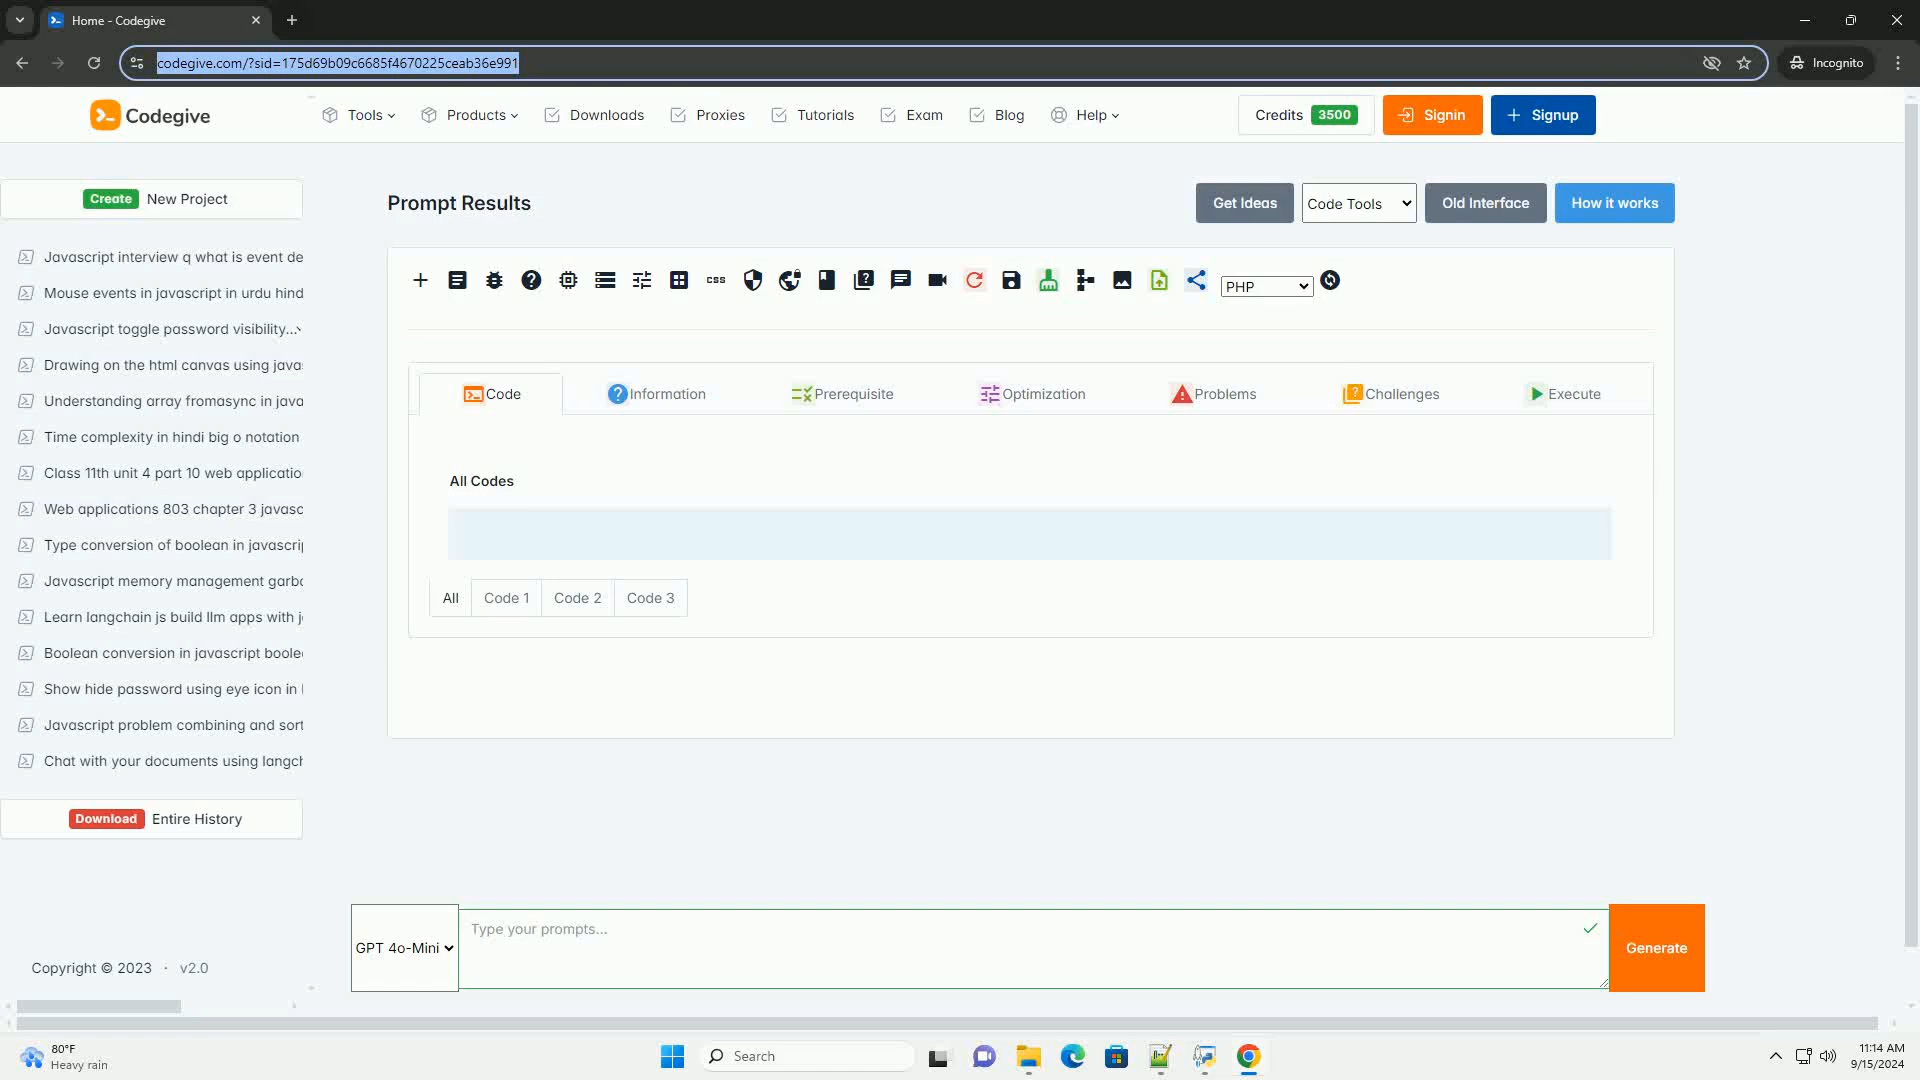 Home - Codegive
codegive.com/?sid=175d69b09c6685f4670225ceab36e991
Incognito
Codegive
Tools
Products
Downloads
Proxies
Tutorials
Exam
Blog
Help
Credits 3500
Signin
Signup
Create New Project
Javascript interview q what is event de
Mouse events in javascript in urdu hind
Javascript toggle password visibility...
Drawing on the html canvas using java
Understanding array fromasync in java
Time complexity in hindi big o notation
Class 11th unit 4 part 10 web applicatio
Web applications 803 chapter 3 javasc
Type conversion of boolean in javascri
Javascript memory management garb
Learn langchain js build llm apps with j
Boolean conversion in javascript boole
Show hide password using eye icon in
Javascript problem combining and sort
Chat with your documents using langch
Download Entire History
Copyright © 2023 · v2.0
Prompt Results
Get Ideas
Code Tools
Old Interface
How it works
CSS
PHP
Code
Information
Prerequisite
Optimization
Problems
Challenges
Execute
All Codes
All
Code 1
Code 2
Code 3
GPT 4o-Mini
Type your prompts...
Generate
80°F
Heavy rain
Search
11:14 AM
9/15/2024